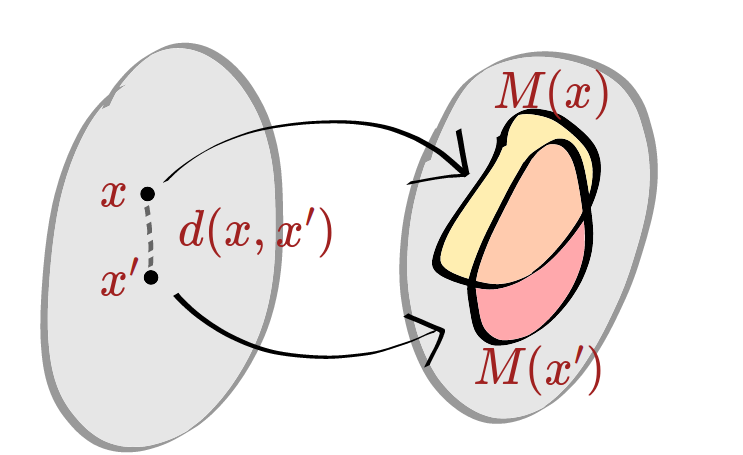 M(x)
x
d(x, x′)
x′
M(x′)